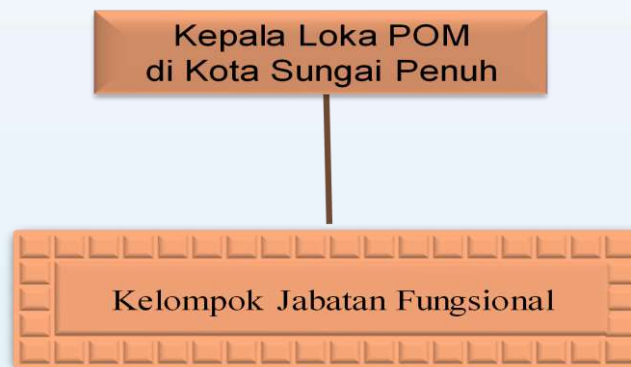 Kepala Loka POM
di Kota Sungai Penuh
Kelompok Jabatan Fungsional